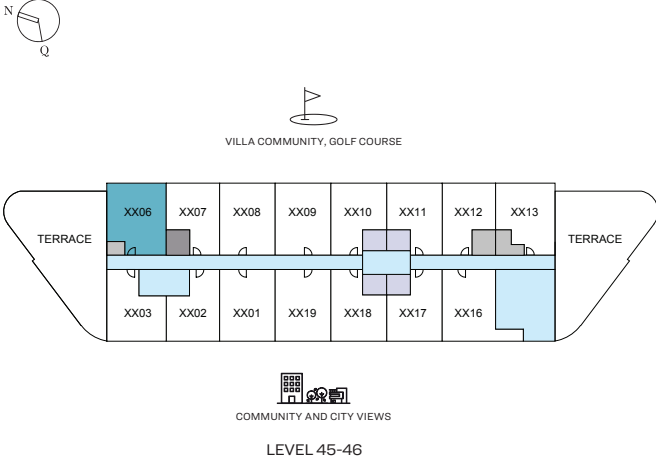 N
Q
VILLA COMMUNITY, GOLF COURSE
XX06 XX07 XX08 XX09 XX10 XX11 XX12 XX13
TERRACE TERRACE
XX03 XX02 XX01 XX19 XX18 XX17 XX16
COMMUNITY AND CITY VIEWS
LEVEL 45-46